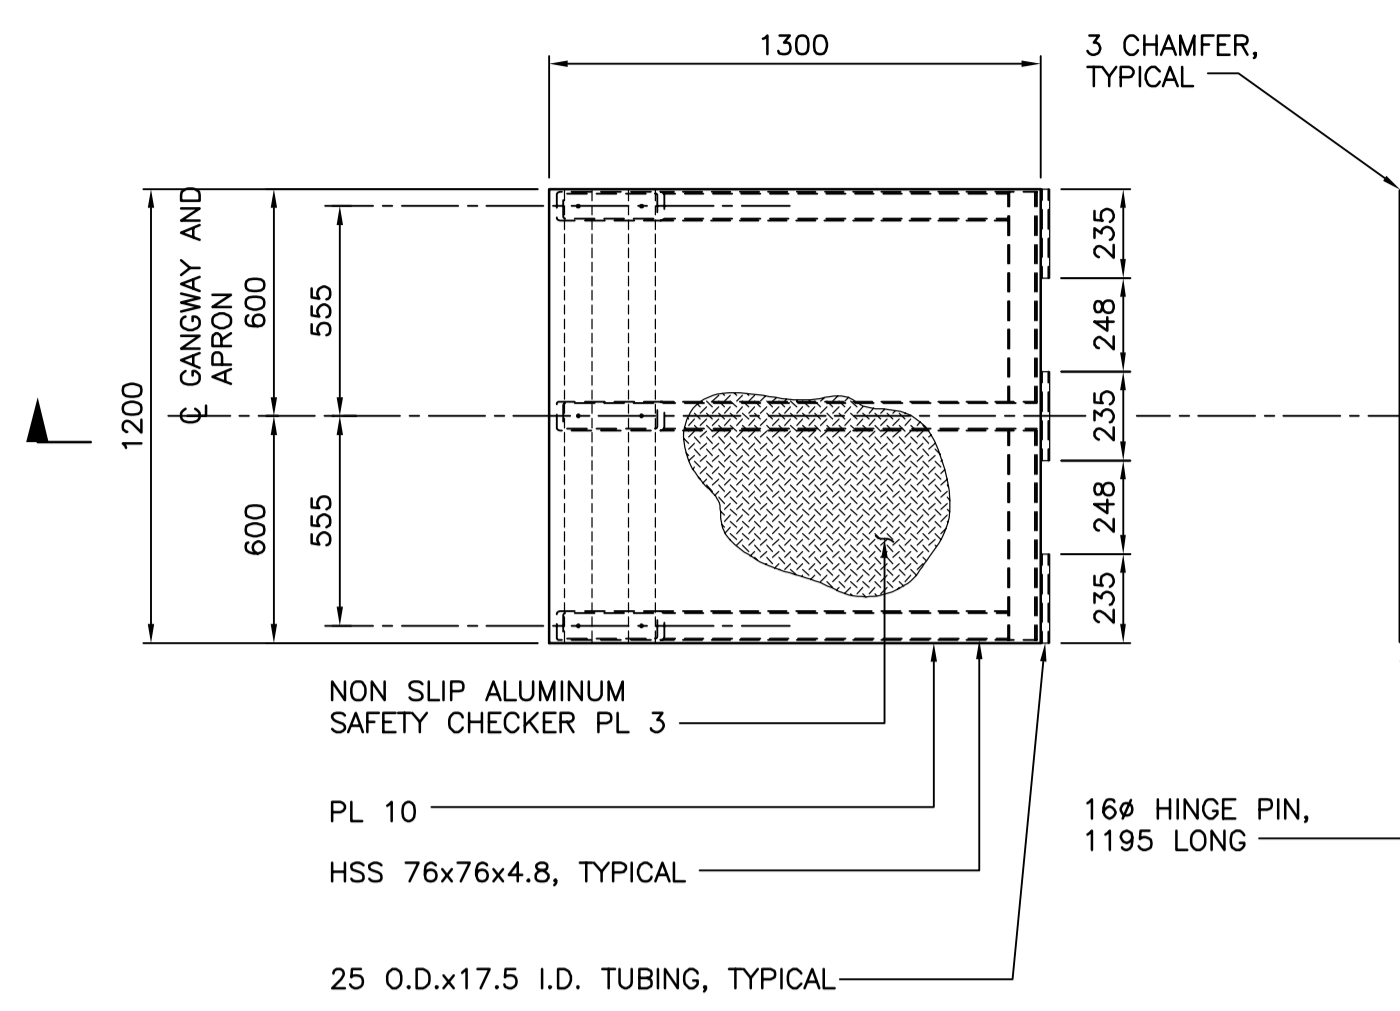 1300
3 CHAMFER,
TYPICAL
1200
℄ GANGWAY AND
APRON
600
600
555
555
235
248
235
248
235
NON SLIP ALUMINUM
SAFETY CHECKER PL 3
PL 10
HSS 76x76x4.8, TYPICAL
25 O.D.x17.5 I.D. TUBING, TYPICAL
16ø HINGE PIN,
1195 LONG